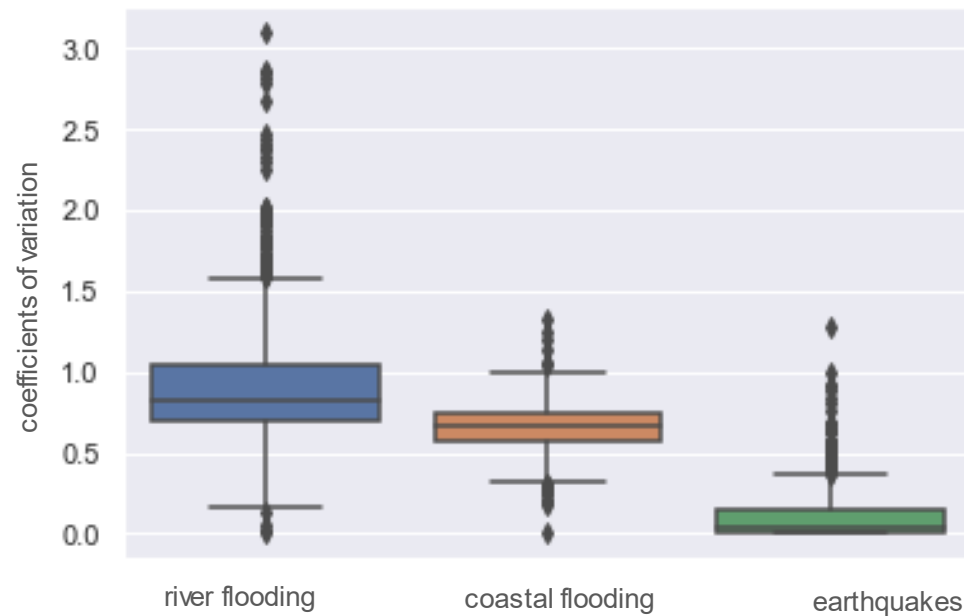 coefficients of variation
3.0
2.5
2.0
1.5
1.0
0.5
0.0
river flooding
coastal flooding
earthquakes